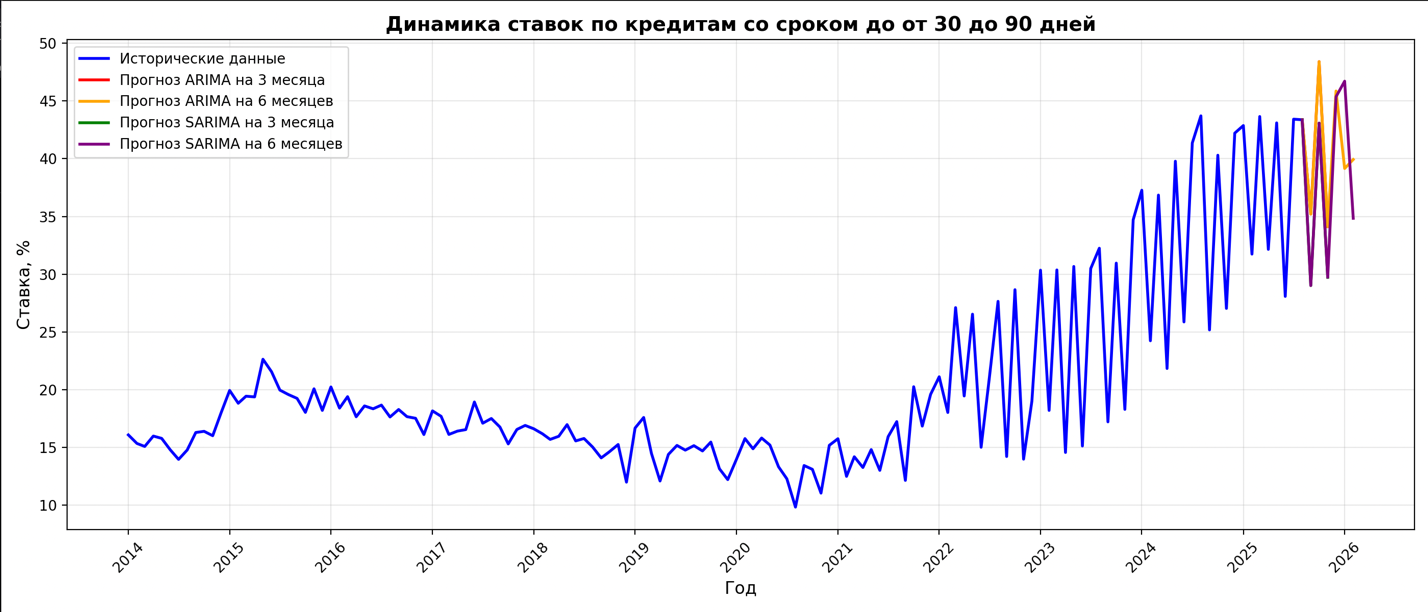 Динамика ставок по кредитам со сроком до от 30 до 90 дней
Исторические данные
Прогноз ARIMA на 3 месяца
Прогноз ARIMA на 6 месяцев
Прогноз SARIMA на 3 месяца
Прогноз SARIMA на 6 месяцев
Ставка, %
50
45
40
35
30
25
20
15
10
2014
2015
2016
2017
2018
2019
2020
2021
2022
2023
2024
2025
2026
Год